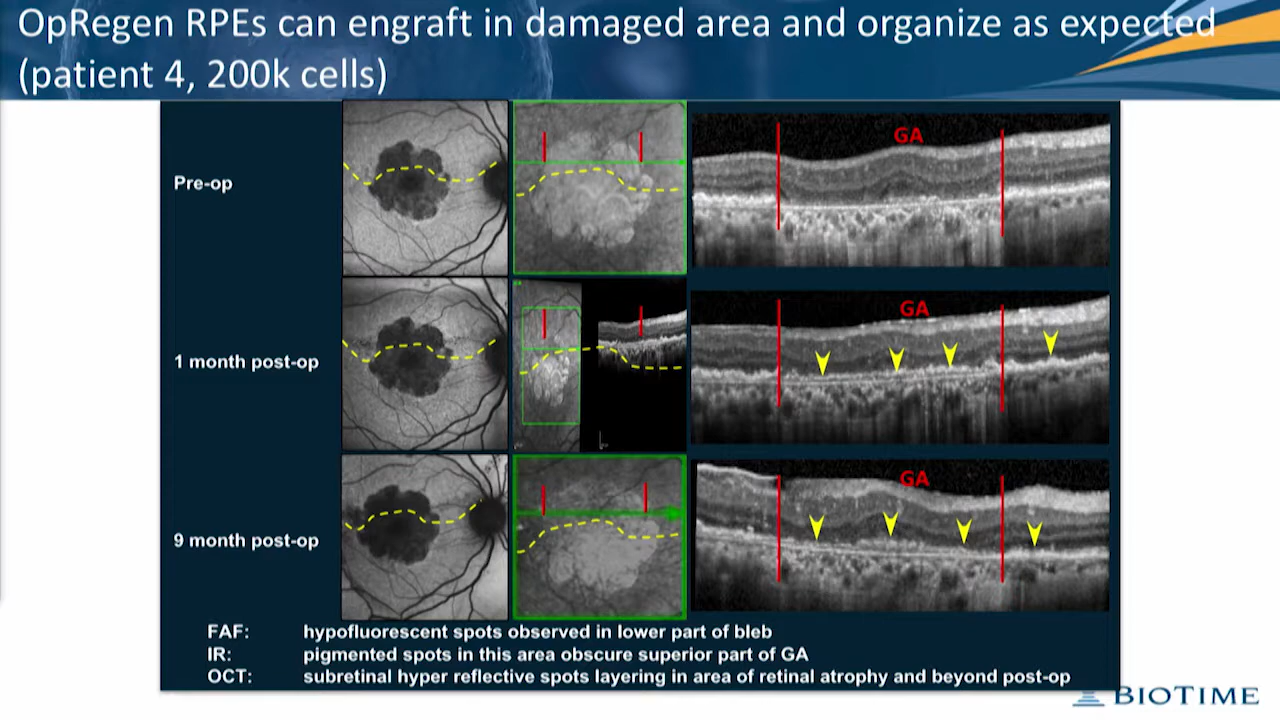 OpRegen RPEs can engraft in damaged area and organize as expected
(patient 4, 200k cells)
Pre-op
GA
1 month post-op
GA
9 month post-op
GA
FAF: hypofluorescent spots observed in lower part of bleb
IR: pigmented spots in this area obscure superior part of GA
OCT: subretinal hyper reflective spots layering in area of retinal atrophy and beyond post-op
BIOTIME